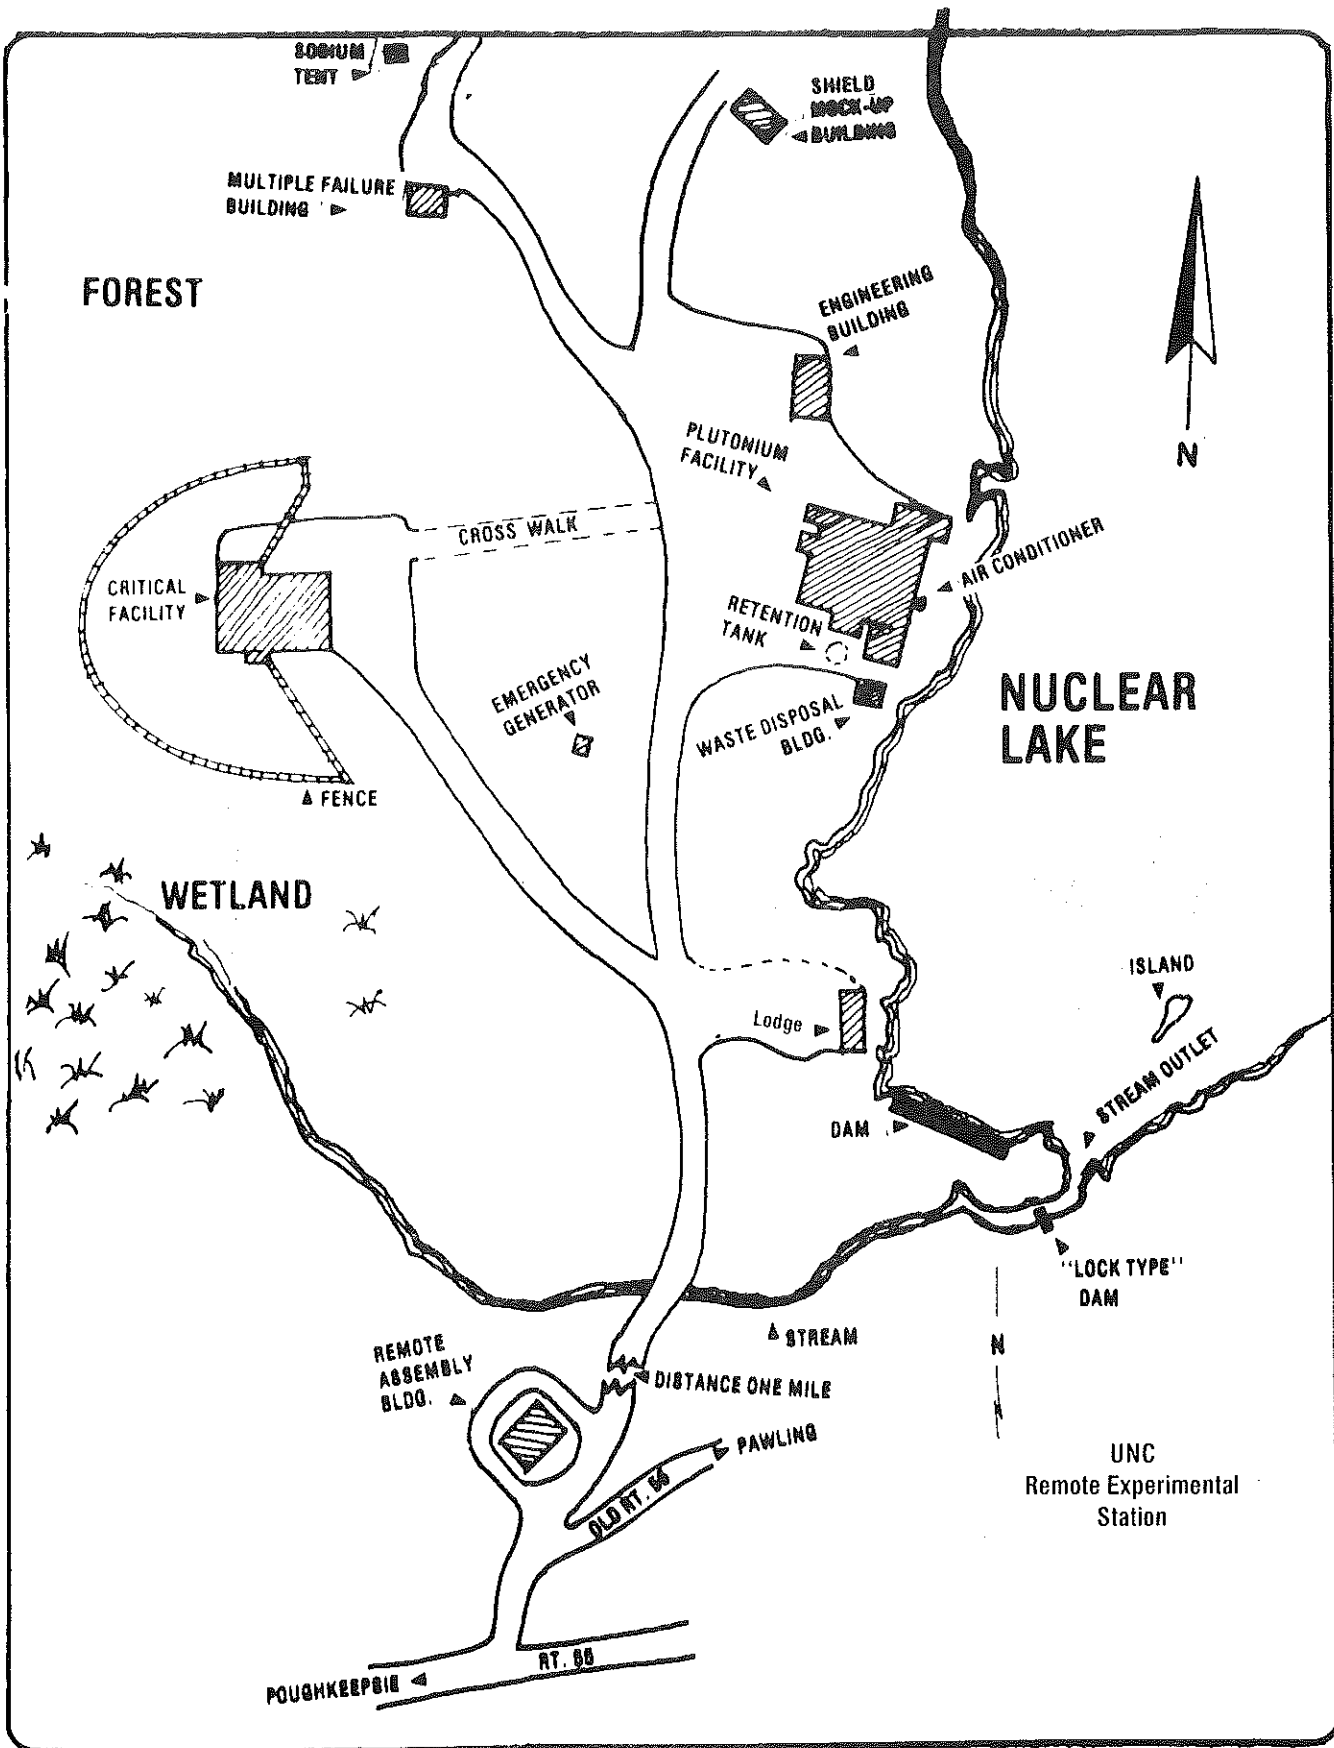 SODIUM
TENT
SHIELD
MOCK-UP
BUILDING
MULTIPLE FAILURE
BUILDING
FOREST
ENGINEERING
BUILDING
N
PLUTONIUM
FACILITY
CROSS WALK
AIR CONDITIONER
CRITICAL
FACILITY
RETENTION
TANK
EMERGENCY
GENERATOR
NUCLEAR
LAKE
WASTE DISPOSAL
BLDG.
FENCE
WETLAND
ISLAND
Lodge
STREAM OUTLET
DAM
"LOCK TYPE"
DAM
STREAM
N
REMOTE
ASSEMBLY
BLDG.
DISTANCE ONE MILE
PAWLING
OLD RT. 55
UNC
Remote Experimental
Station
RT. 55
POUGHKEEPSIE